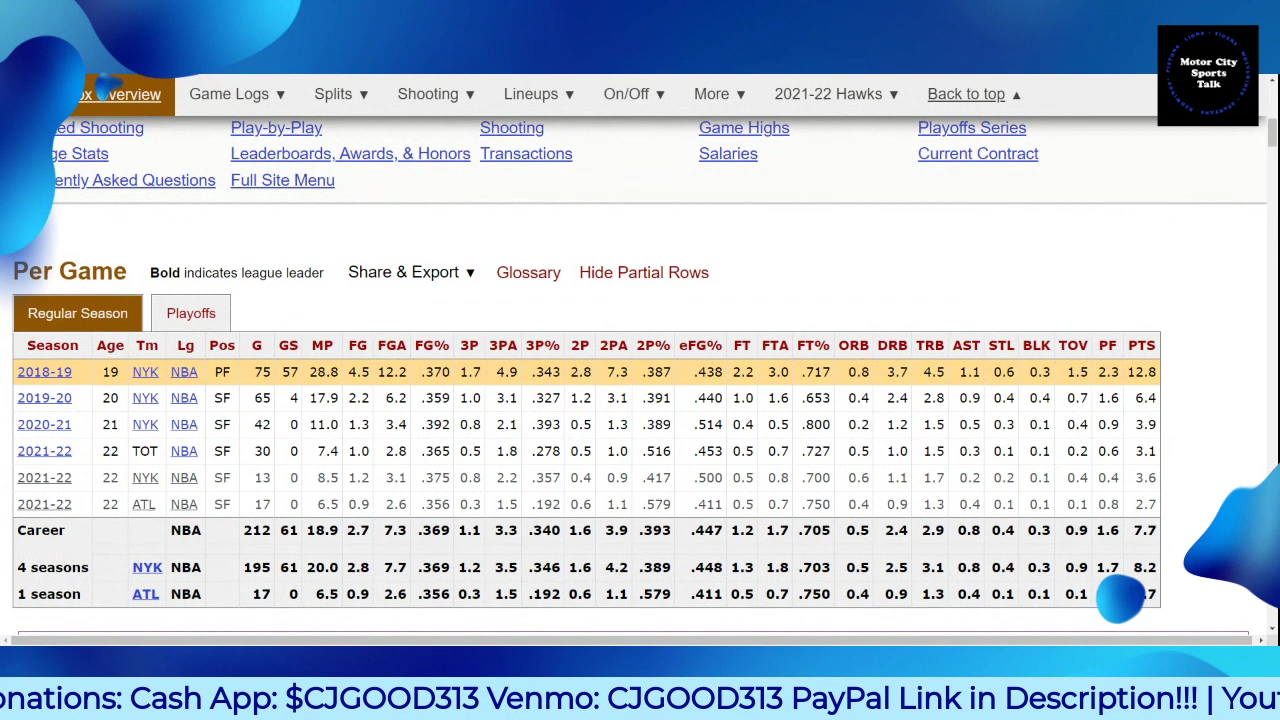 ox Overview Game Logs ▼ Splits ▼ Shooting ▼ Lineups ▼ On/Off ▼ More ▼ 2021-22 Hawks ▼ Back to top ▲
Motor City
Sports
Talk
ed Shooting Play-by-Play Shooting Game Highs Playoffs Series
ge Stats Leaderboards, Awards, & Honors Transactions Salaries Current Contract
ently Asked Questions Full Site Menu
Per Game Bold indicates league leader Share & Export ▼ Glossary Hide Partial Rows
Regular Season Playoffs
Season Age Tm Lg Pos G GS MP FG FGA FG% 3P 3PA 3P% 2P 2PA 2P% eFG% FT FTA FT% ORB DRB TRB AST STL BLK TOV PF PTS
2018-19 19 NYK NBA PF 75 57 28.8 4.5 12.2 .370 1.7 4.9 .343 2.8 7.3 .387 .438 2.2 3.0 .717 0.8 3.7 4.5 1.1 0.6 0.3 1.5 2.3 12.8
2019-20 20 NYK NBA SF 65 4 17.9 2.2 6.2 .359 1.0 3.1 .327 1.2 3.1 .391 .440 1.0 1.6 .653 0.4 2.4 2.8 0.9 0.4 0.4 0.7 1.6 6.4
2020-21 21 NYK NBA SF 42 0 11.0 1.3 3.4 .392 0.8 2.1 .393 0.5 1.3 .389 .514 0.4 0.5 .800 0.2 1.2 1.5 0.5 0.3 0.1 0.4 0.9 3.9
2021-22 22 TOT NBA SF 30 0 7.4 1.0 2.8 .365 0.5 1.8 .278 0.5 1.0 .516 .453 0.5 0.7 .727 0.5 1.0 1.5 0.3 0.1 0.1 0.2 0.6 3.1
2021-22 22 NYK NBA SF 13 0 8.5 1.2 3.1 .375 0.8 2.2 .357 0.4 0.9 .417 .500 0.5 0.8 .700 0.6 1.1 1.7 0.2 0.2 0.1 0.4 0.4 3.6
2021-22 22 ATL NBA SF 17 0 6.5 0.9 2.6 .356 0.3 1.5 .192 0.6 1.1 .579 .411 0.5 0.7 .750 0.4 0.9 1.3 0.4 0.1 0.1 0.1 0.8 2.7
Career NBA 212 61 18.9 2.7 7.3 .369 1.1 3.3 .340 1.6 3.9 .393 .447 1.2 1.7 .705 0.5 2.4 2.9 0.8 0.4 0.3 0.9 1.6 7.7
4 seasons NYK NBA 195 61 20.0 2.8 7.7 .369 1.2 3.5 .346 1.6 4.2 .389 .448 1.3 1.8 .703 0.5 2.5 3.1 0.8 0.4 0.3 0.9 1.7 8.2
1 season ATL NBA 17 0 6.5 0.9 2.6 .356 0.3 1.5 .192 0.6 1.1 .579 .411 0.5 0.7 .750 0.4 0.9 1.3 0.4 0.1 0.1 0.1 .7
onations: Cash App: $CJGOOD313 Venmo: CJGOOD313 PayPal Link in Description!!! | You